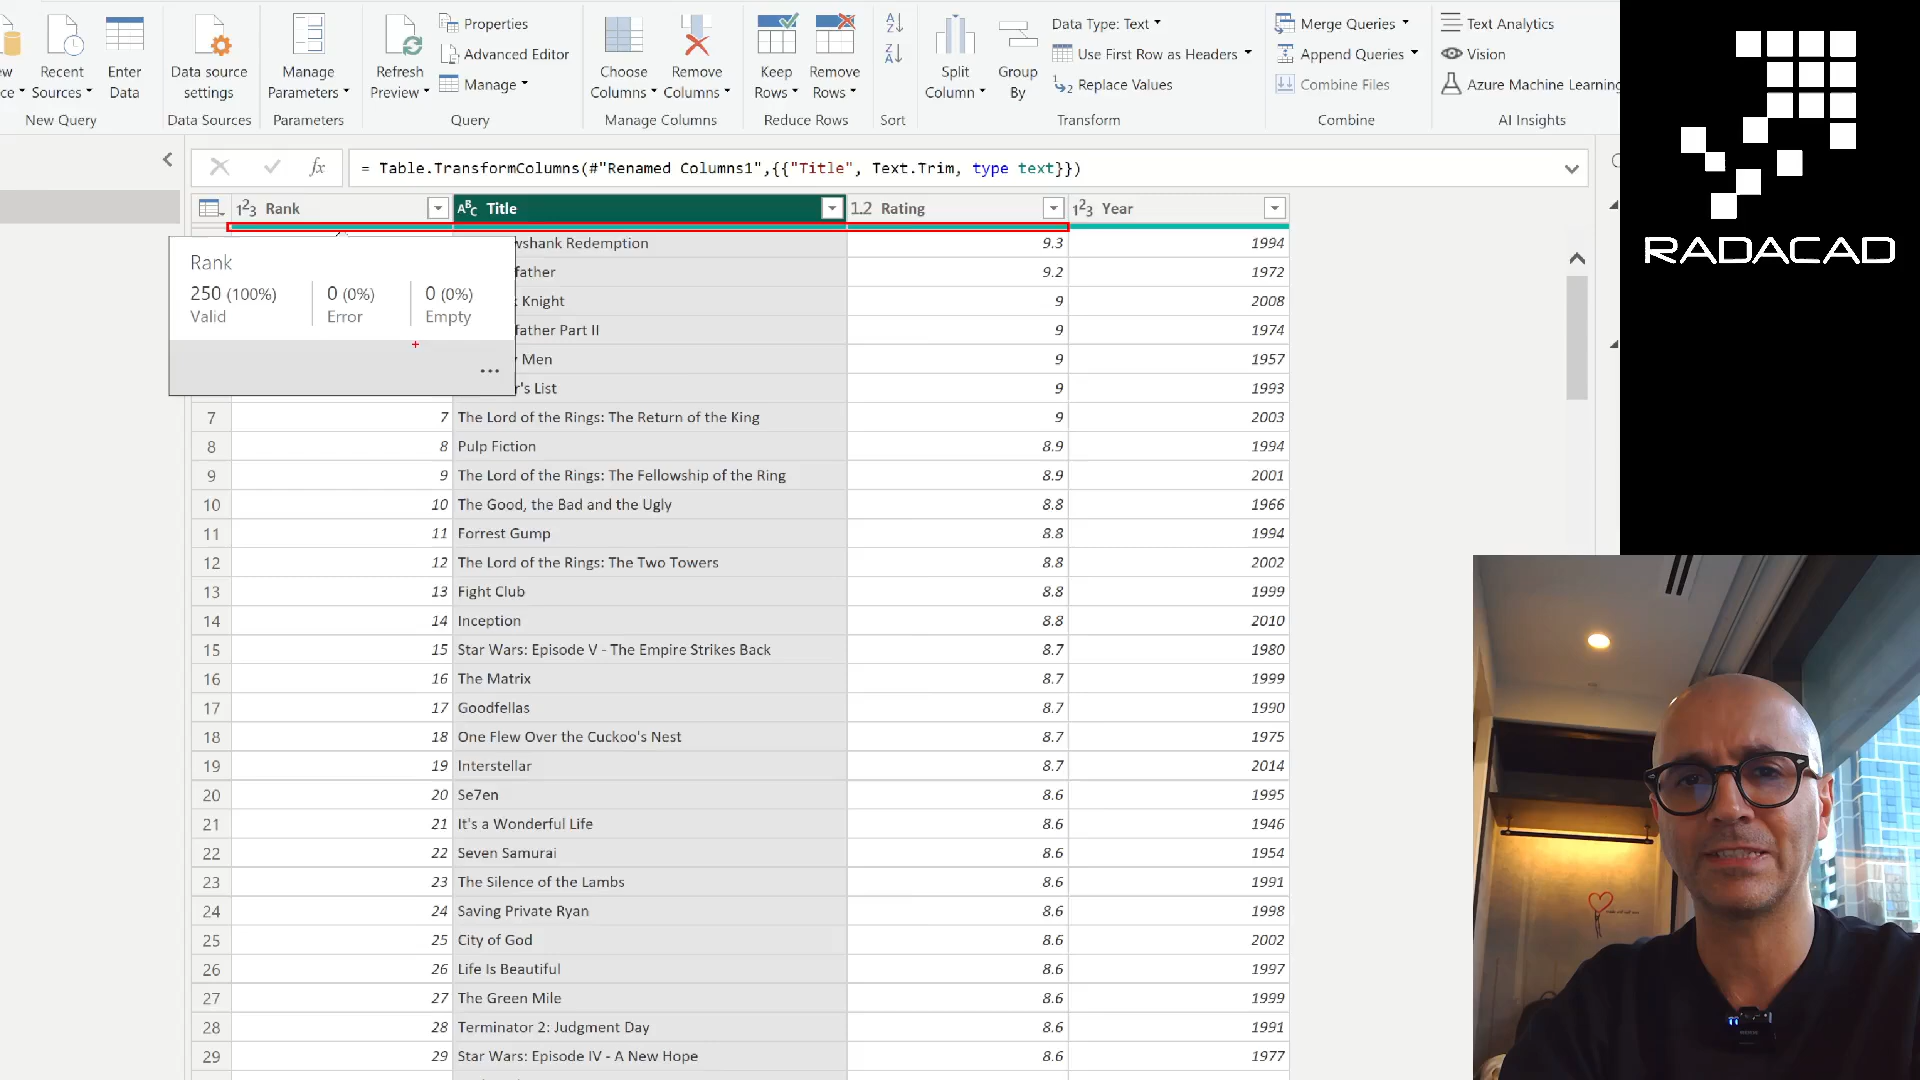 Recent
Sources
Enter
Data
New Query
Data source
settings
Data Sources
Manage
Parameters
Parameters
Refresh
Preview
Properties
Advanced Editor
Manage
Query
Choose
Columns
Remove
Columns
Manage Columns
Keep
Rows
Remove
Rows
Reduce Rows
Sort
Split
Column
Group
By
Data Type: Text
Use First Row as Headers
Replace Values
Transform
Merge Queries
Append Queries
Combine Files
Combine
Text Analytics
Vision
Azure Machine Learning
AI Insights
RADACAD
fx
= Table.TransformColumns(#"Renamed Columns1",{{"Title", Text.Trim, type text}})
1²3 Rank ABC Title 1.2 Rating 1²3 Year
wshank Redemption 9.3 1994
father 9.2 1972
Knight 9 2008
father Part II 9 1974
Men 9 1957
r's List 9 1993
Rank
250 (100%) 0 (0%) 0 (0%)
Valid Error Empty
7 7 The Lord of the Rings: The Return of the King 9 2003
8 8 Pulp Fiction 8.9 1994
9 9 The Lord of the Rings: The Fellowship of the Ring 8.9 2001
10 10 The Good, the Bad and the Ugly 8.8 1966
11 11 Forrest Gump 8.8 1994
12 12 The Lord of the Rings: The Two Towers 8.8 2002
13 13 Fight Club 8.8 1999
14 14 Inception 8.8 2010
15 15 Star Wars: Episode V - The Empire Strikes Back 8.7 1980
16 16 The Matrix 8.7 1999
17 17 Goodfellas 8.7 1990
18 18 One Flew Over the Cuckoo's Nest 8.7 1975
19 19 Interstellar 8.7 2014
20 20 Se7en 8.6 1995
21 21 It's a Wonderful Life 8.6 1946
22 22 Seven Samurai 8.6 1954
23 23 The Silence of the Lambs 8.6 1991
24 24 Saving Private Ryan 8.6 1998
25 25 City of God 8.6 2002
26 26 Life Is Beautiful 8.6 1997
27 27 The Green Mile 8.6 1999
28 28 Terminator 2: Judgment Day 8.6 1991
29 29 Star Wars: Episode IV - A New Hope 8.6 1977